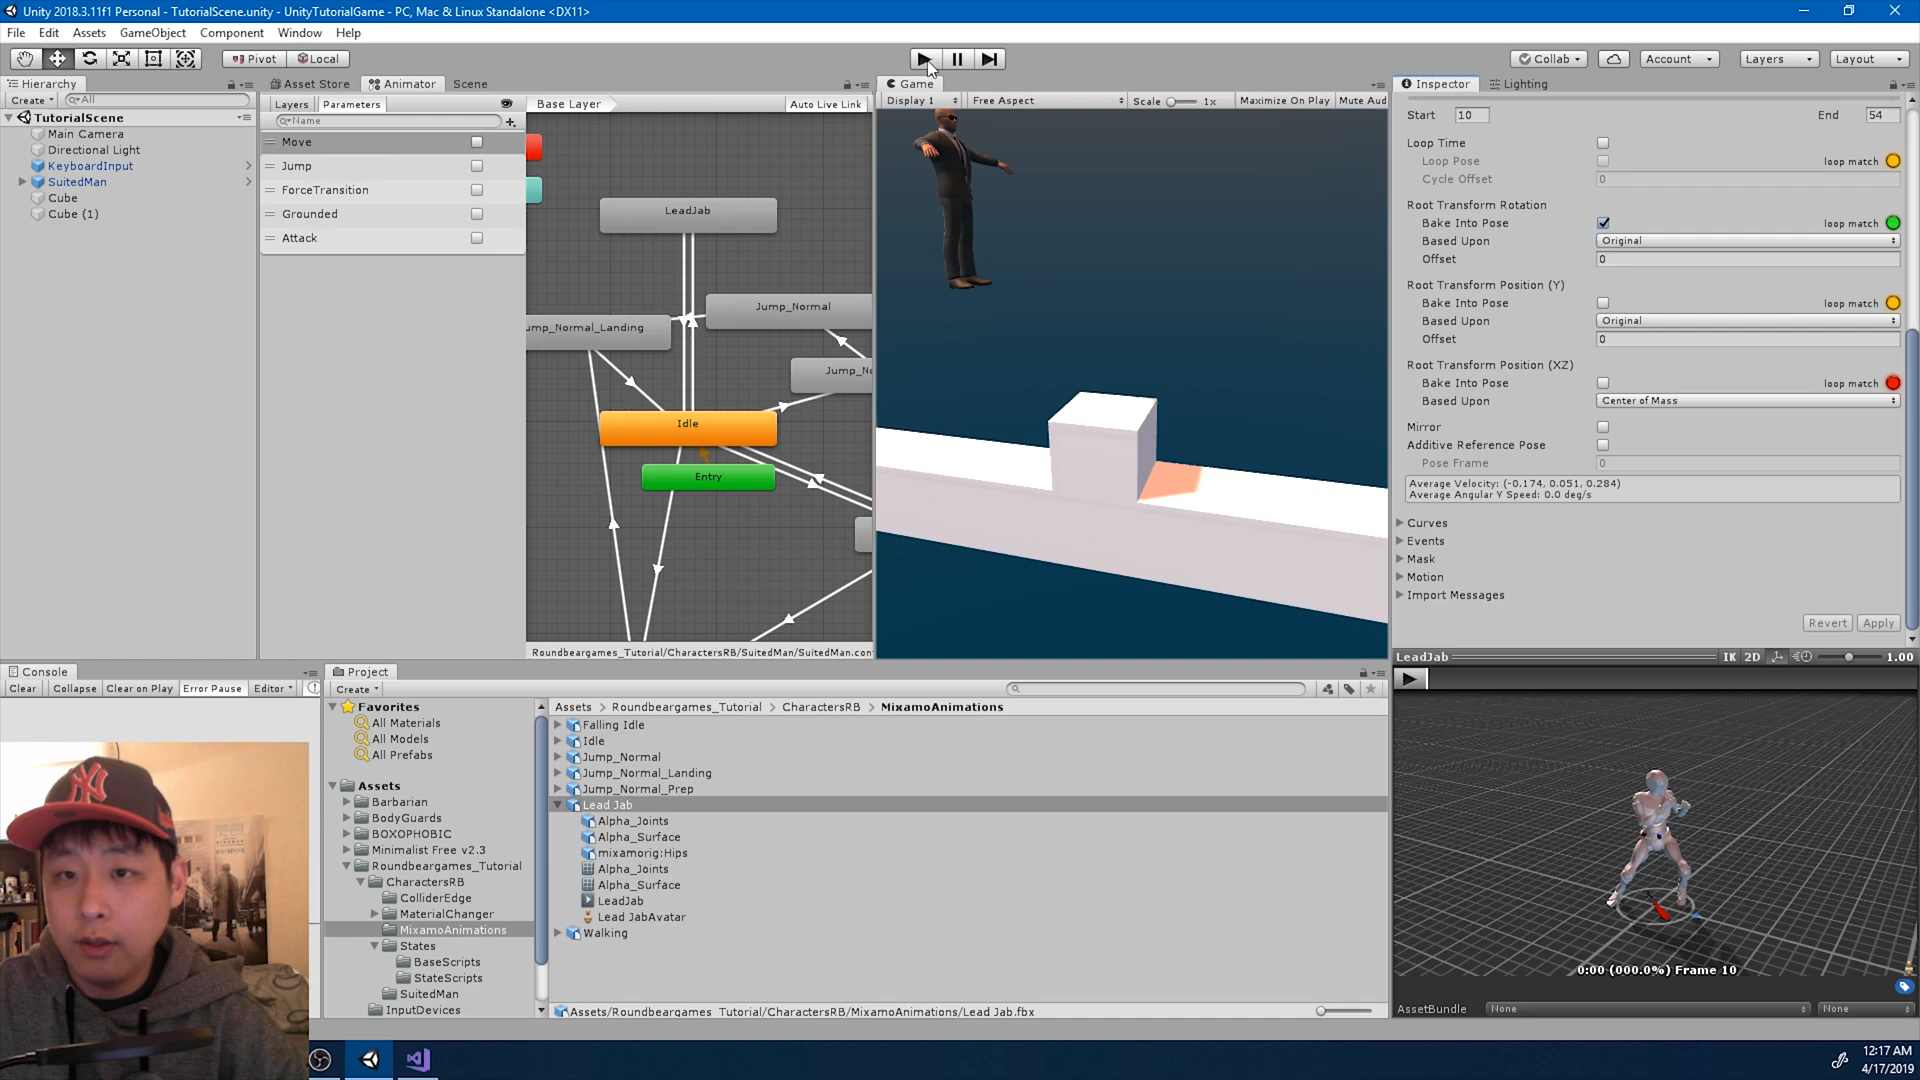 Unity 2018.3.11f1 Personal - TutorialScene.unity - UnityTutorialGame - PC, Mac & Linux Standalone <DX11>
File Edit Assets GameObject Component Window Help
Pivot Local
Collab Account Layers Layout
Hierarchy
Create All
TutorialScene
Main Camera
Directional Light
KeyboardInput
SuitedMan
Cube
Cube (1)
Asset Store Animator Scene
Layers Parameters
Name
Move
Jump
ForceTransition
Grounded
Attack
Base Layer Auto Live Link
LeadJab
Jump_Normal
ump_Normal_Landing
Jump_No
Idle
Entry
Roundbeargames_Tutorial/CharactersRB/SuitedMan/SuitedMan.con
Game
Display 1 Free Aspect Scale 1x Maximize On Play Mute Aud
Inspector Lighting
Start 10 End 54
Loop Time
Loop Pose loop match
Cycle Offset 0
Root Transform Rotation
Bake Into Pose loop match
Based Upon Original
Offset 0
Root Transform Position (Y)
Bake Into Pose loop match
Based Upon Original
Offset 0
Root Transform Position (XZ)
Bake Into Pose loop match
Based Upon Center of Mass
Mirror
Additive Reference Pose
Pose Frame 0
Average Velocity: (-0.174, 0.051, 0.284)
Average Angular Y Speed: 0.0 deg/s
Curves
Events
Mask
Motion
Import Messages
Revert Apply
LeadJab IK 2D 1.00
0:00 (000.0%) Frame 10
AssetBundle None None
Console
Clear Collapse Clear on Play Error Pause Editor
Project
Create
Favorites
All Materials
All Models
All Prefabs
Assets
Barbarian
BodyGuards
BOXOPHOBIC
Minimalist Free v2.3
Roundbeargames_Tutorial
CharactersRB
ColliderEdge
MaterialChanger
MixamoAnimations
States
BaseScripts
StateScripts
SuitedMan
InputDevices
Assets > Roundbeargames_Tutorial > CharactersRB > MixamoAnimations
Falling Idle
Idle
Jump_Normal
Jump_Normal_Landing
Jump_Normal_Prep
Lead Jab
Alpha_Joints
Alpha_Surface
mixamorig:Hips
Alpha_Joints
Alpha_Surface
LeadJab
Lead JabAvatar
Walking
Assets/Roundbeargames_Tutorial/CharactersRB/MixamoAnimations/Lead Jab.fbx
12:17 AM
4/17/2019